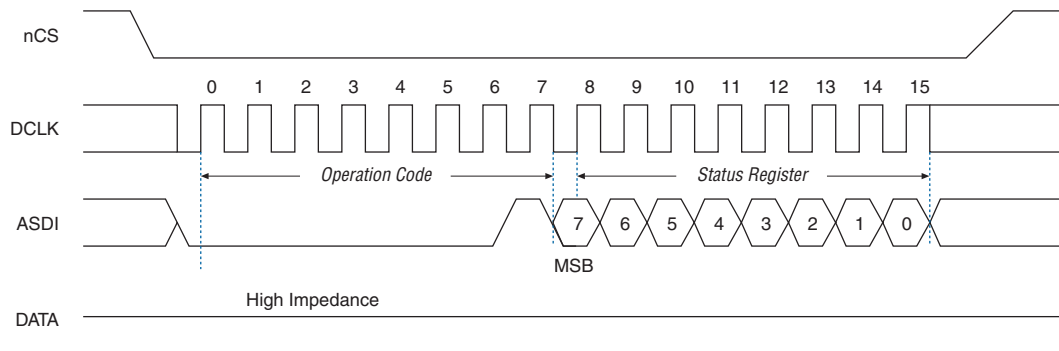 nCS
0 1 2 3 4 5 6 7 8 9 10 11 12 13 14 15
DCLK
Operation Code Status Register
ASDI
7 6 5 4 3 2 1 0
MSB
High Impedance
DATA